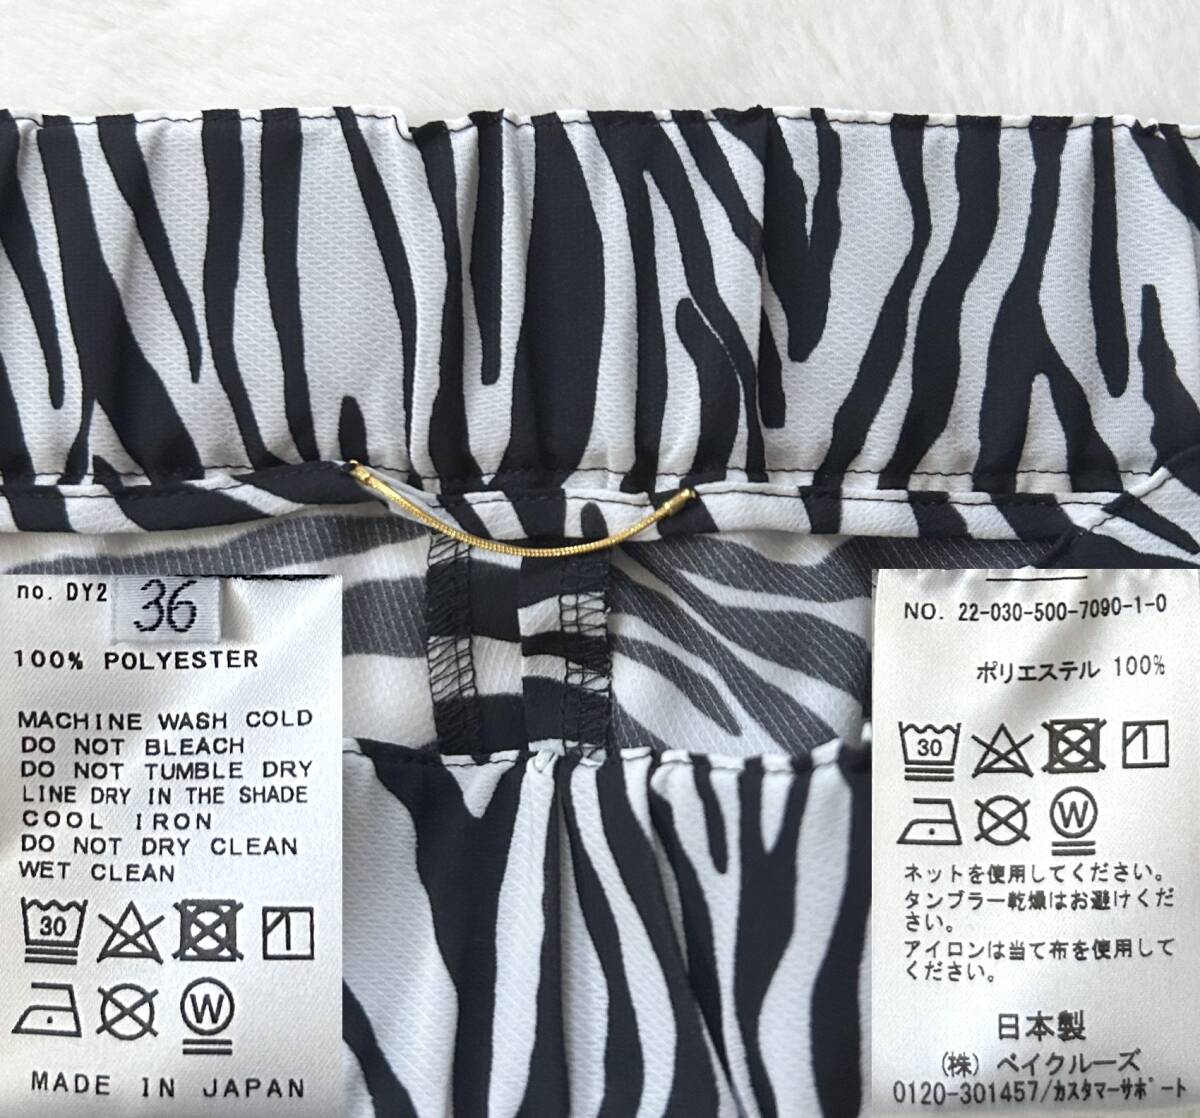 no. DY2
36
100% POLYESTER
MACHINE WASH COLD
DO NOT BLEACH
DO NOT TUMBLE DRY
LINE DRY IN THE SHADE
COOL IRON
DO NOT DRY CLEAN
WET CLEAN
30
W
MADE IN JAPAN
NO. 22-030-500-7090-1-0
ポリエステル 100%
30
W
ネットを使用してください。
タンブラー乾燥はお避けくだ
さい。
アイロンは当て布を使用して
ください。
日本製
(株) ベイクルーズ
0120-301457/カスタマーサポート